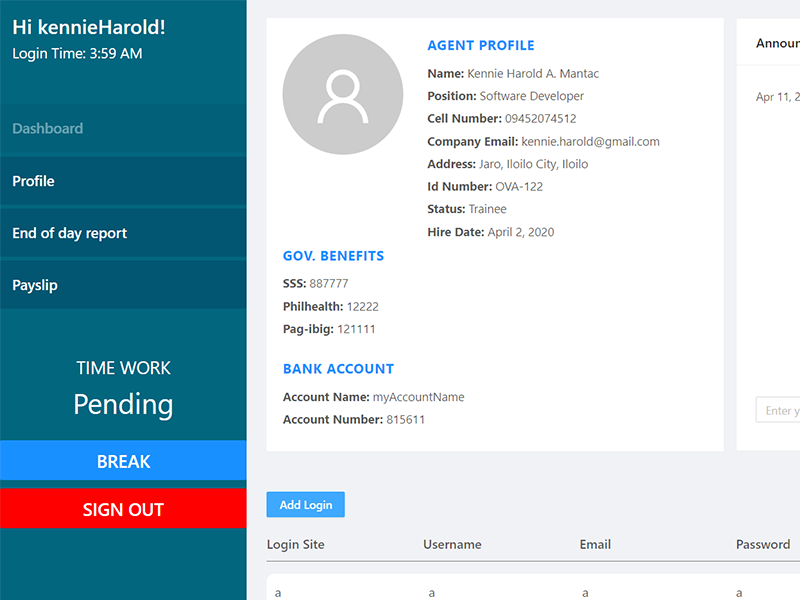 Hi kennieHarold!
Login Time: 3:59 AM
Dashboard
Profile
End of day report
Payslip
TIME WORK
Pending
BREAK
SIGN OUT
AGENT PROFILE
Name: Kennie Harold A. Mantac
Position: Software Developer
Cell Number: 09452074512
Company Email: kennie.harold@gmail.com
Address: Jaro, Iloilo City, Iloilo
Id Number: OVA-122
Status: Trainee
Hire Date: April 2, 2020
GOV. BENEFITS
SSS: 887777
Philhealth: 12222
Pag-ibig: 121111
BANK ACCOUNT
Account Name: myAccountName
Account Number: 815611
Apr 11, 2
Enter y
Add Login
Login Site Username Email Password
a a a a